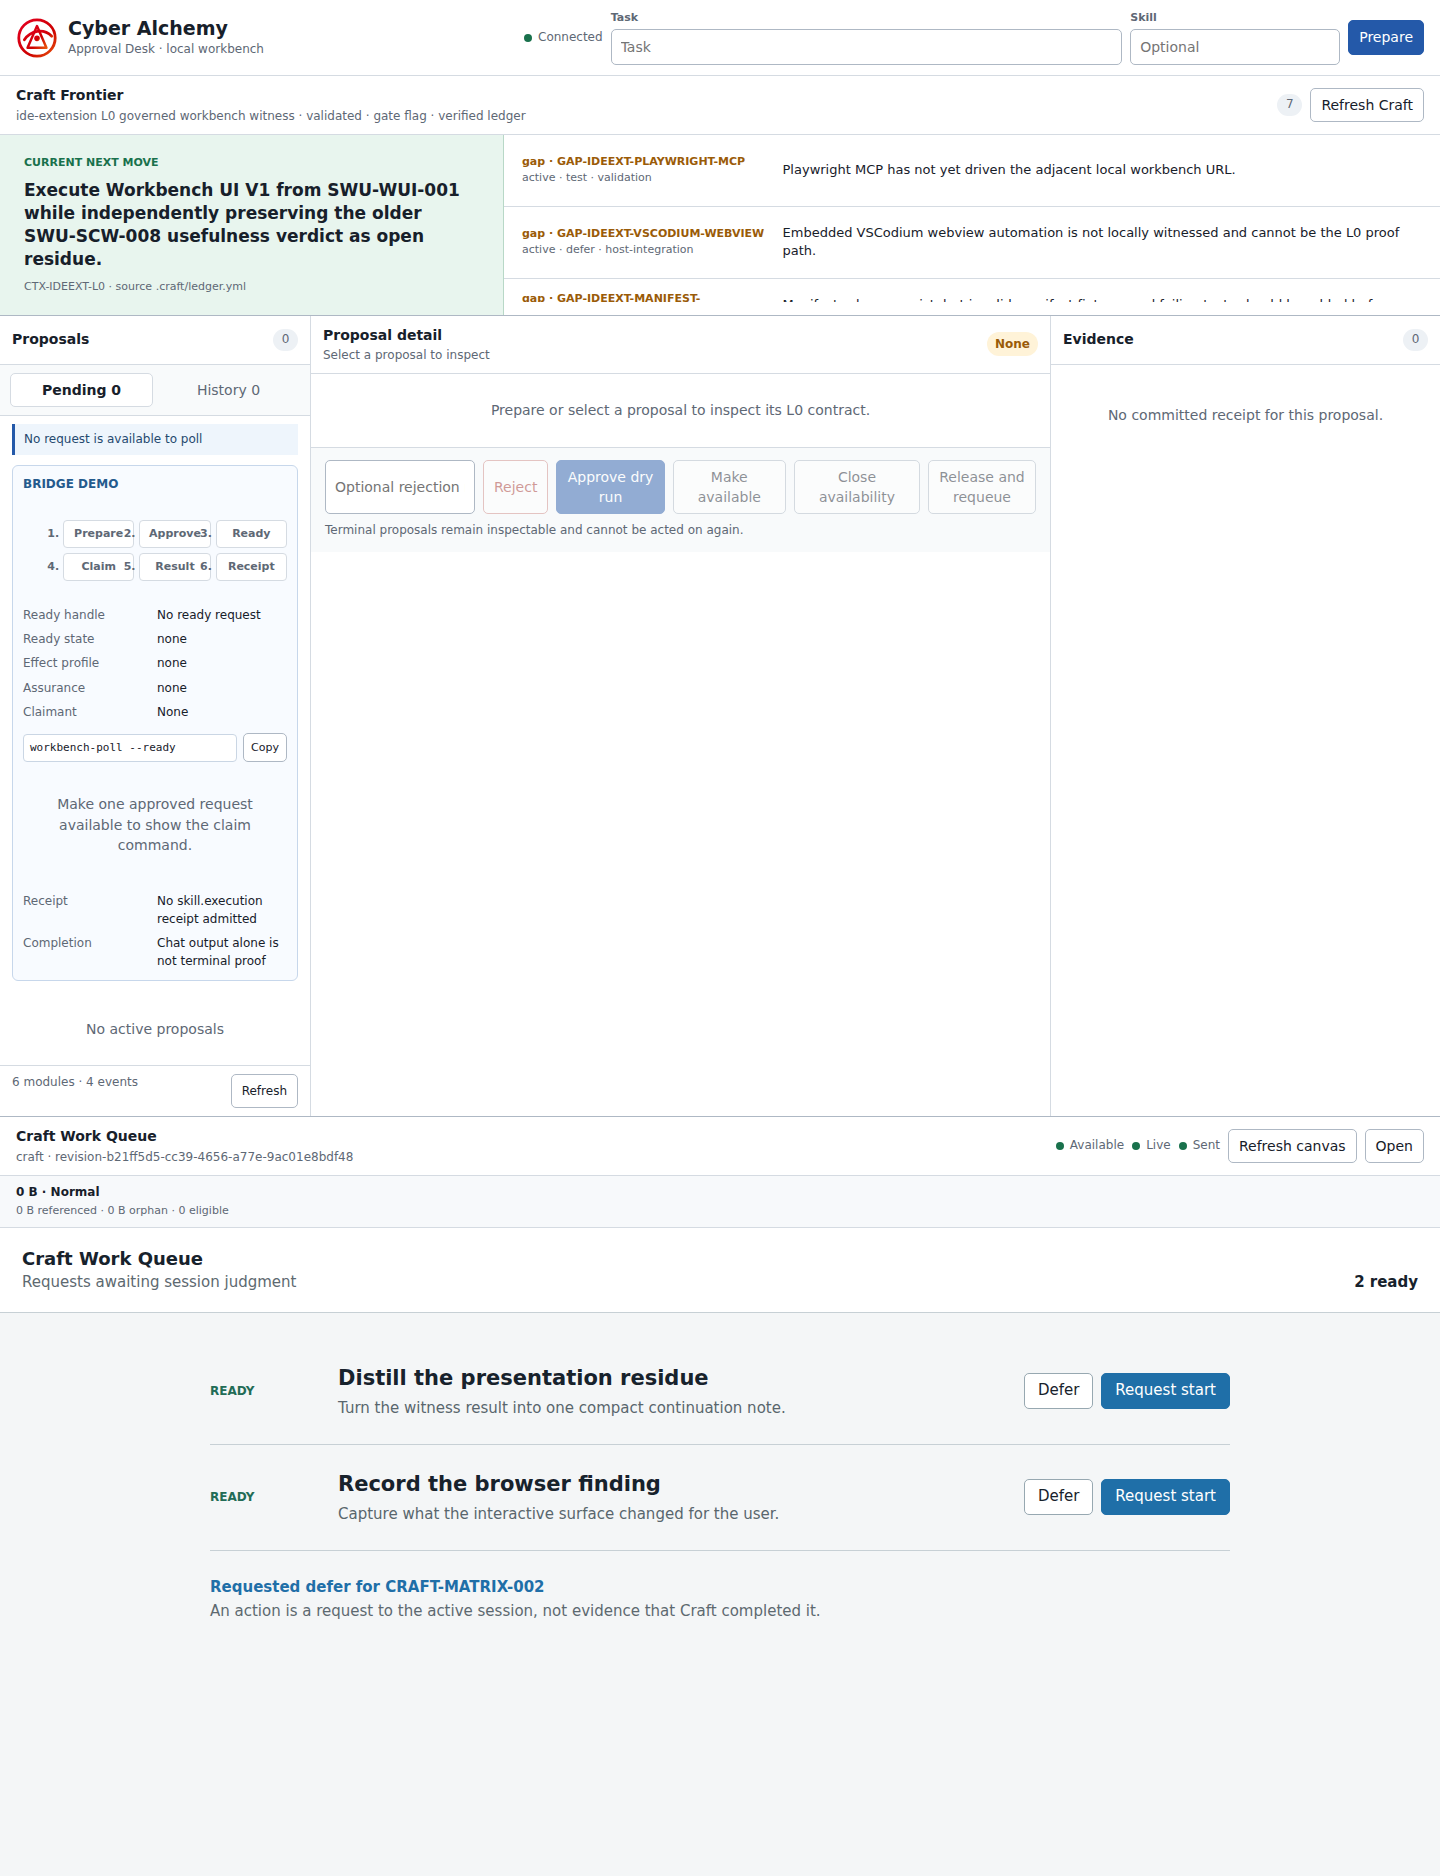 Cyber Alchemy
Approval Desk · local workbench
Connected
Task
Task
Skill
Optional
Prepare
Craft Frontier
ide-extension L0 governed workbench witness · validated · gate flag · verified ledger
7
Refresh Craft
CURRENT NEXT MOVE
Execute Workbench UI V1 from SWU-WUI-001
while independently preserving the older
SWU-SCW-008 usefulness verdict as open
residue.
CTX-IDEEXT-L0 · source .craft/ledger.yml
gap · GAP-IDEEXT-PLAYWRIGHT-MCP
active · test · validation
Playwright MCP has not yet driven the adjacent local workbench URL.
gap · GAP-IDEEXT-VSCODIUM-WEBVIEW
active · defer · host-integration
Embedded VSCodium webview automation is not locally witnessed and cannot be the L0 proof
path.
gap · GAP-IDEEXT-MANIFEST-
Proposals
0
Pending 0
History 0
No request is available to poll
BRIDGE DEMO
1. Prepare
2. Approve
3. Ready
4. Claim
5. Result
6. Receipt
Ready handle No ready request
Ready state none
Effect profile none
Assurance none
Claimant None
workbench-poll --ready
Copy
Make one approved request
available to show the claim
command.
Receipt No skill.execution
receipt admitted
Completion Chat output alone is
not terminal proof
No active proposals
6 modules · 4 events
Refresh
Proposal detail
Select a proposal to inspect
None
Prepare or select a proposal to inspect its L0 contract.
Optional rejection
Reject
Approve dry
run
Make
available
Close
availability
Release and
requeue
Terminal proposals remain inspectable and cannot be acted on again.
Evidence
0
No committed receipt for this proposal.
Craft Work Queue
craft · revision-b21ff5d5-cc39-4656-a77e-9ac01e8bdf48
Available
Live
Sent
Refresh canvas
Open
0 B · Normal
0 B referenced · 0 B orphan · 0 eligible
Craft Work Queue
Requests awaiting session judgment
2 ready
READY
Distill the presentation residue
Turn the witness result into one compact continuation note.
Defer
Request start
READY
Record the browser finding
Capture what the interactive surface changed for the user.
Defer
Request start
Requested defer for CRAFT-MATRIX-002
An action is a request to the active session, not evidence that Craft completed it.